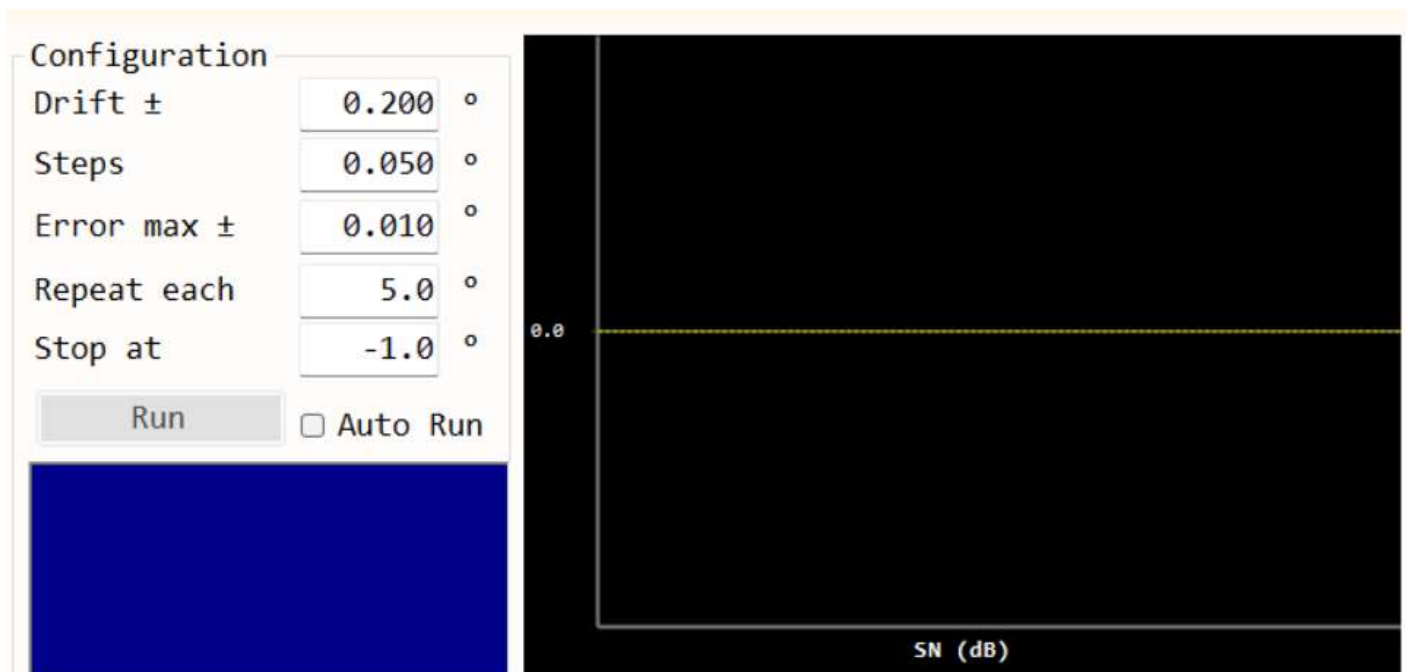 Configuration
Drift ± 0.200 °
Steps 0.050 °
Error max ± 0.010 °
Repeat each 5.0 °
Stop at -1.0 °
Run Auto Run
0.0
SN (dB)